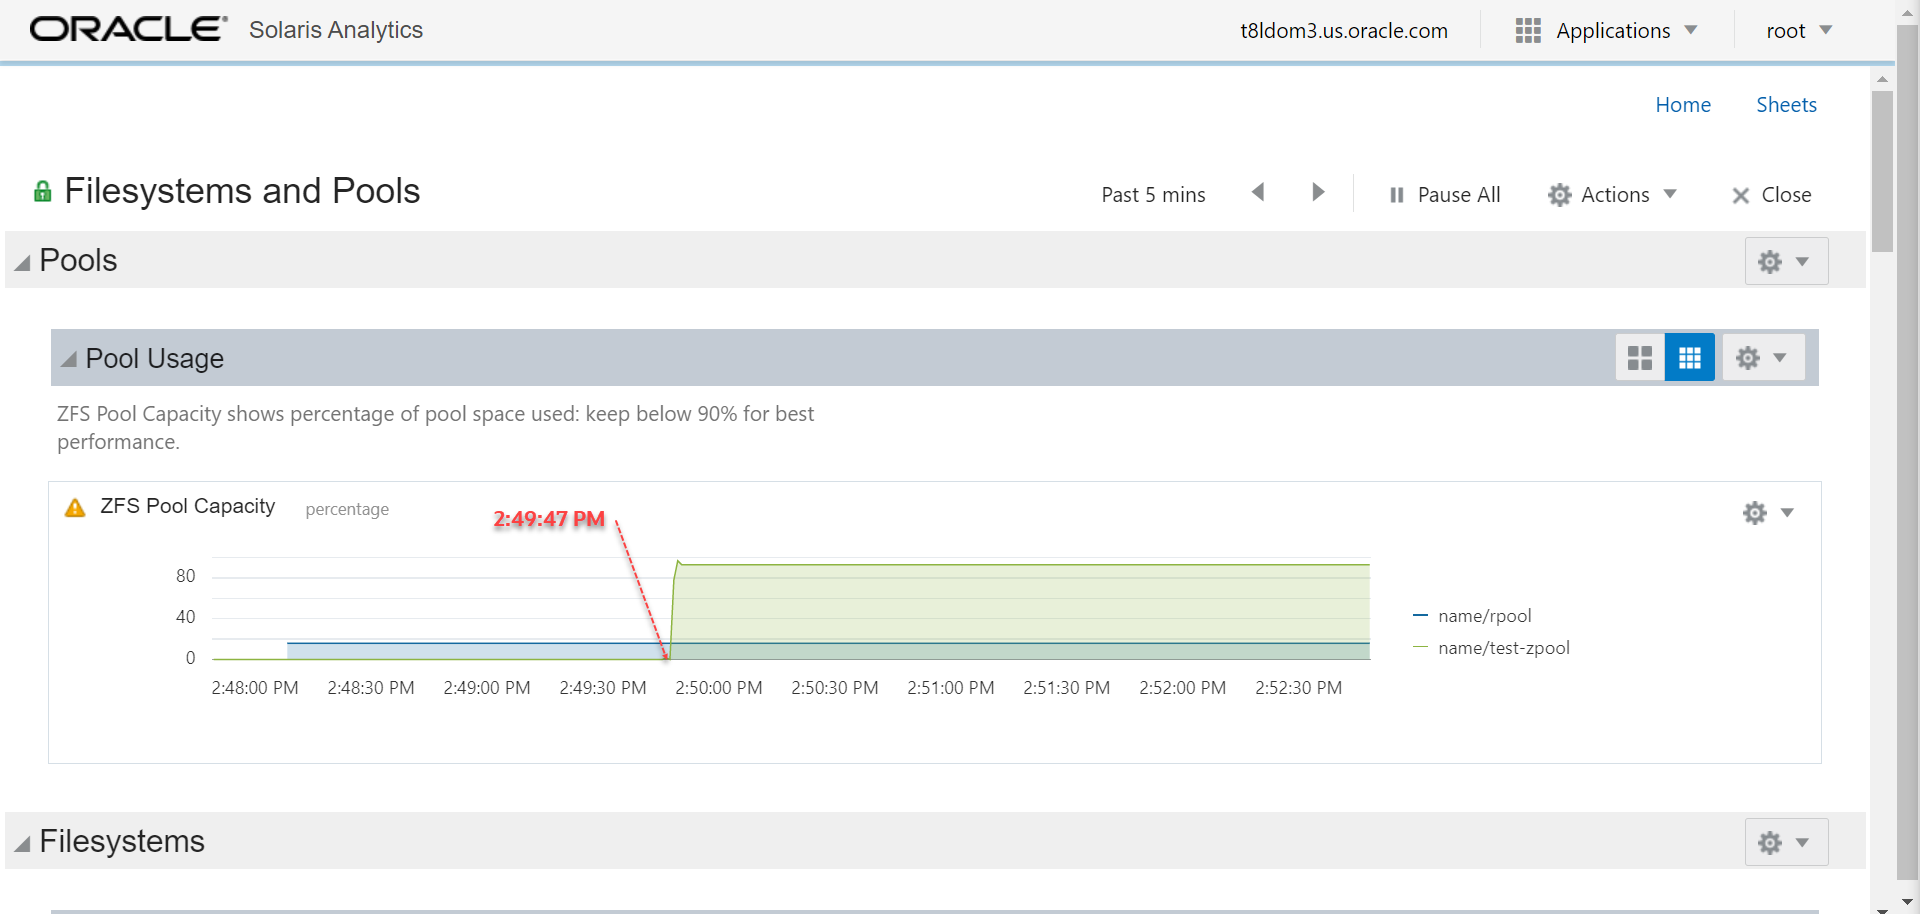 ORACLE® Solaris Analytics
t8ldom3.us.oracle.com Applications root
Home Sheets
Filesystems and Pools
Past 5 mins Pause All Actions Close
Pools
Pool Usage
ZFS Pool Capacity shows percentage of pool space used: keep below 90% for best
performance.
ZFS Pool Capacity percentage
2:49:47 PM
80
40
0
name/rpool
name/test-zpool
2:48:00 PM 2:48:30 PM 2:49:00 PM 2:49:30 PM 2:50:00 PM 2:50:30 PM 2:51:00 PM 2:51:30 PM 2:52:00 PM 2:52:30 PM
Filesystems